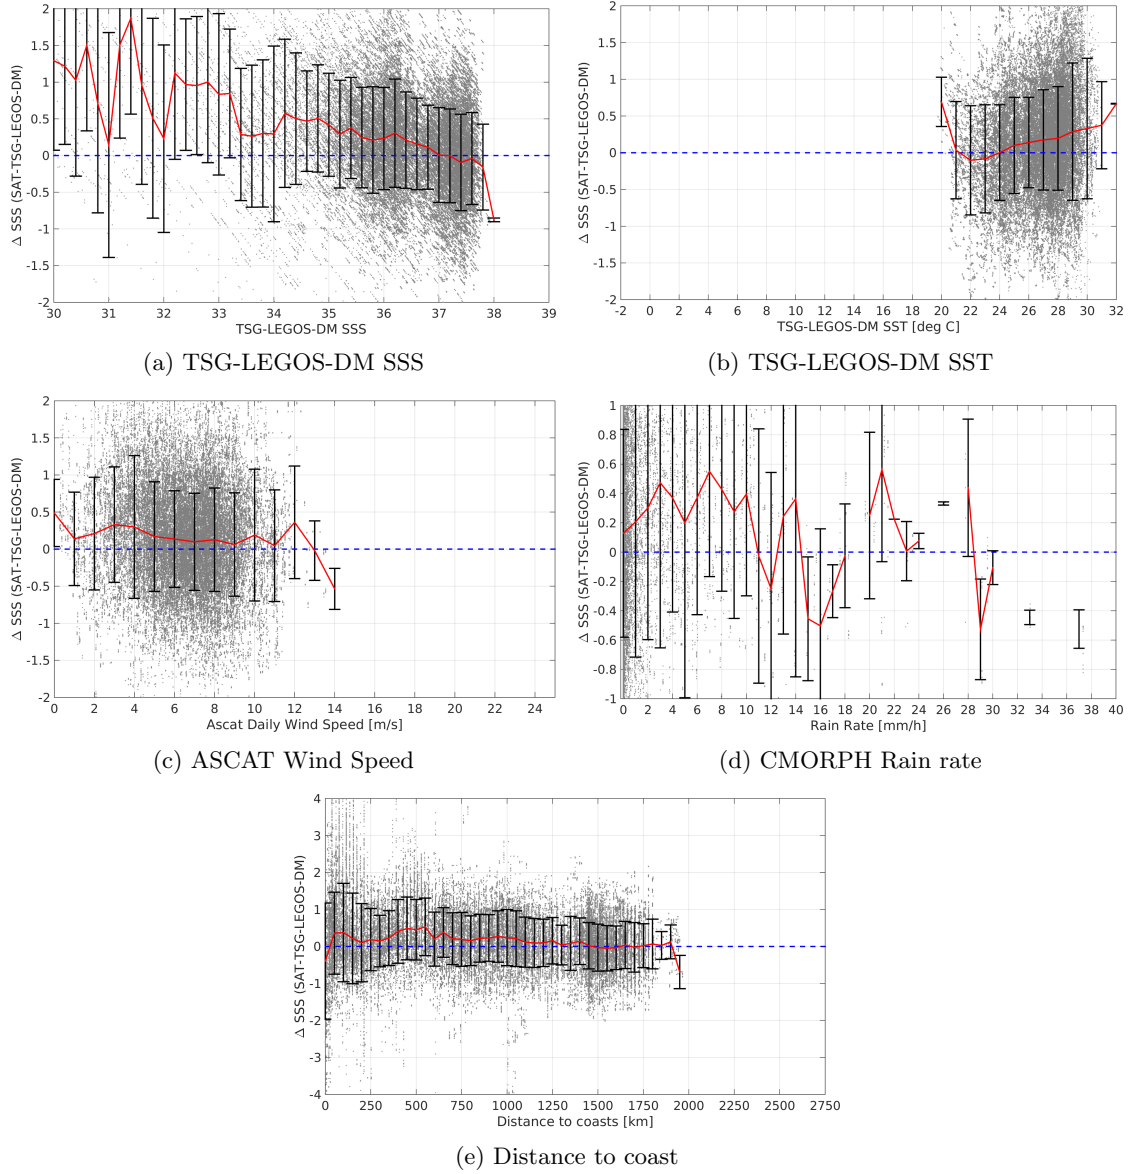 2
1.5
1
0.5
0
-0.5
-1
-1.5
-2
30 31 32 33 34 35 36 37 38 39
Δ SSS (SAT-TSG-LEGOS-DM)
TSG-LEGOS-DM SSS
(a) TSG-LEGOS-DM SSS
2
1.5
1
0.5
0
-0.5
-1
-1.5
-2
-2 0 2 4 6 8 10 12 14 16 18 20 22 24 26 28 30 32
Δ SSS (SAT-TSG-LEGOS-DM)
TSG-LEGOS-DM SST [deg C]
(b) TSG-LEGOS-DM SST
2
1.5
1
0.5
0
-0.5
-1
-1.5
-2
0 2 4 6 8 10 12 14 16 18 20 22 24
Δ SSS (SAT-TSG-LEGOS-DM)
Ascat Daily Wind Speed [m/s]
(c) ASCAT Wind Speed
1
0.8
0.6
0.4
0.2
0
-0.2
-0.4
-0.6
-0.8
-1
0 2 4 6 8 10 12 14 16 18 20 22 24 26 28 30 32 34 36 38 40
Δ SSS (SAT-TSG-LEGOS-DM)
Rain Rate [mm/h]
(d) CMORPH Rain rate
4
3
2
1
0
-1
-2
-3
-4
0 250 500 750 1000 1250 1500 1750 2000 2250 2500 2750
Δ SSS (SAT-TSG-LEGOS-DM)
Distance to coasts [km]
(e) Distance to coast